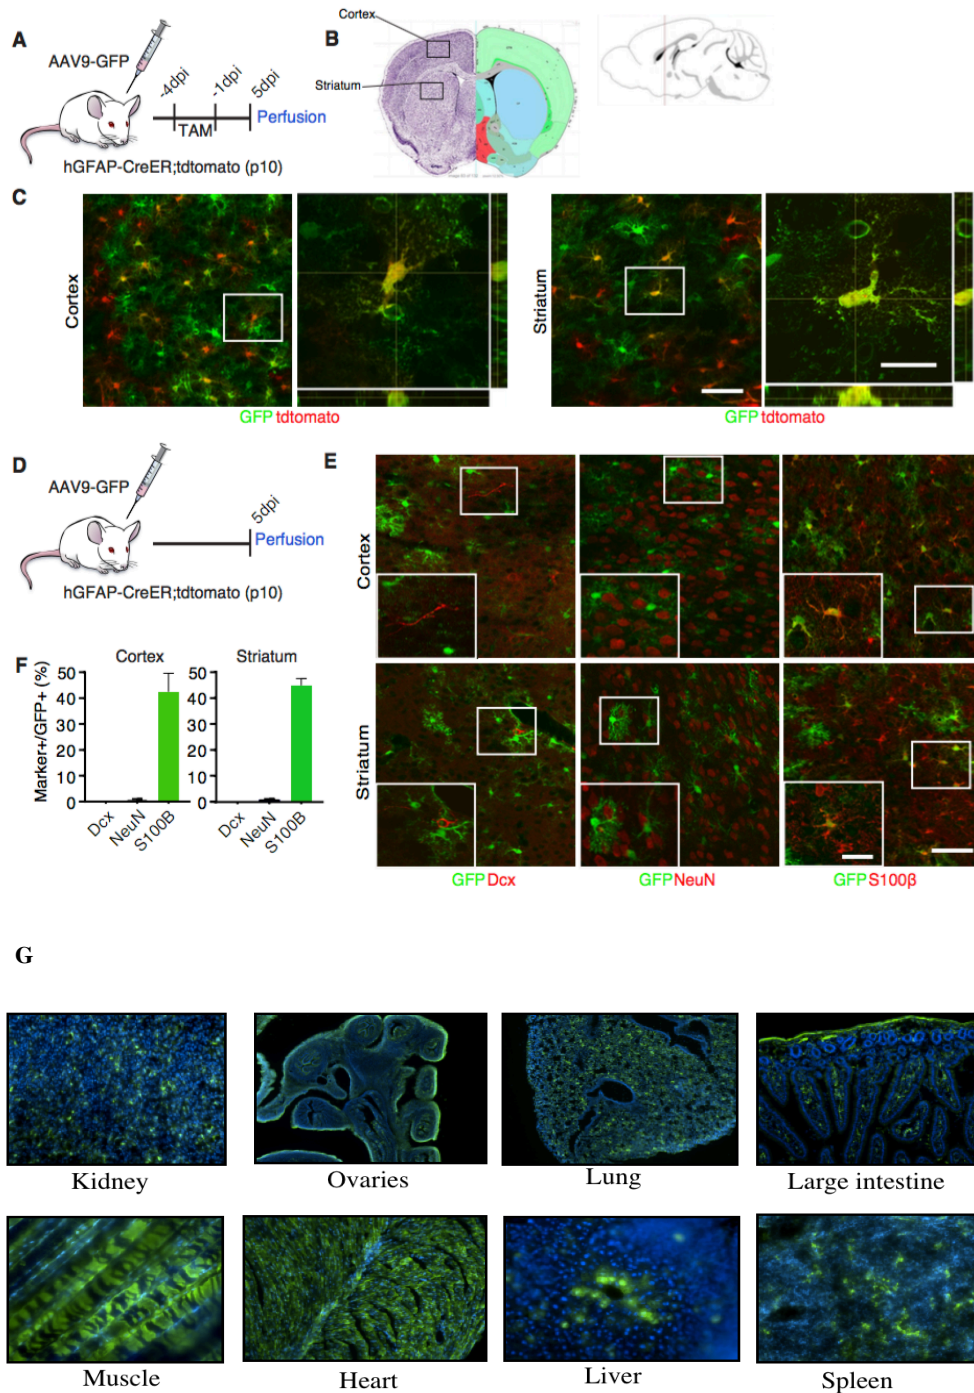 A
AAV9-GFP
-4dpi
-1dpi
5dpi
TAM
Perfusion
hGFAP-CreER;tdtomato (p10)
B
Cortex
Striatum
C
Cortex
Striatum
GFP tdtomato
GFP tdtomato
D
AAV9-GFP
5dpi
Perfusion
hGFAP-CreER;tdtomato (p10)
E
Cortex
Striatum
GFP Dcx
GFP NeuN
GFP S100β
F
Cortex
Striatum
Marker+/GFP+ (%)
50
40
30
20
10
0
50
40
30
20
10
0
Dcx
NeuN
S100B
Dcx
NeuN
S100B
G
Kidney
Ovaries
Lung
Large intestine
Muscle
Heart
Liver
Spleen